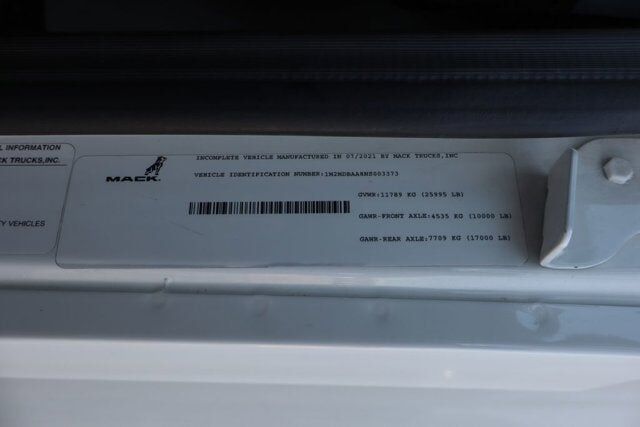 L INFORMATION
CK TRUCKS,INC.
TY VEHICLES
MACK
INCOMPLETE VEHICLE MANUFACTURED IN 07/2021 BY MACK TRUCKS,INC
VEHICLE IDENTIFICATION NUMBER:1M2MDBAA8NS003373
GVWR:11789 KG (25995 LB)
GAWR-FRONT AXLE:4535 KG (10000 LB)
GAWR-REAR AXLE:7709 KG (17000 LB)